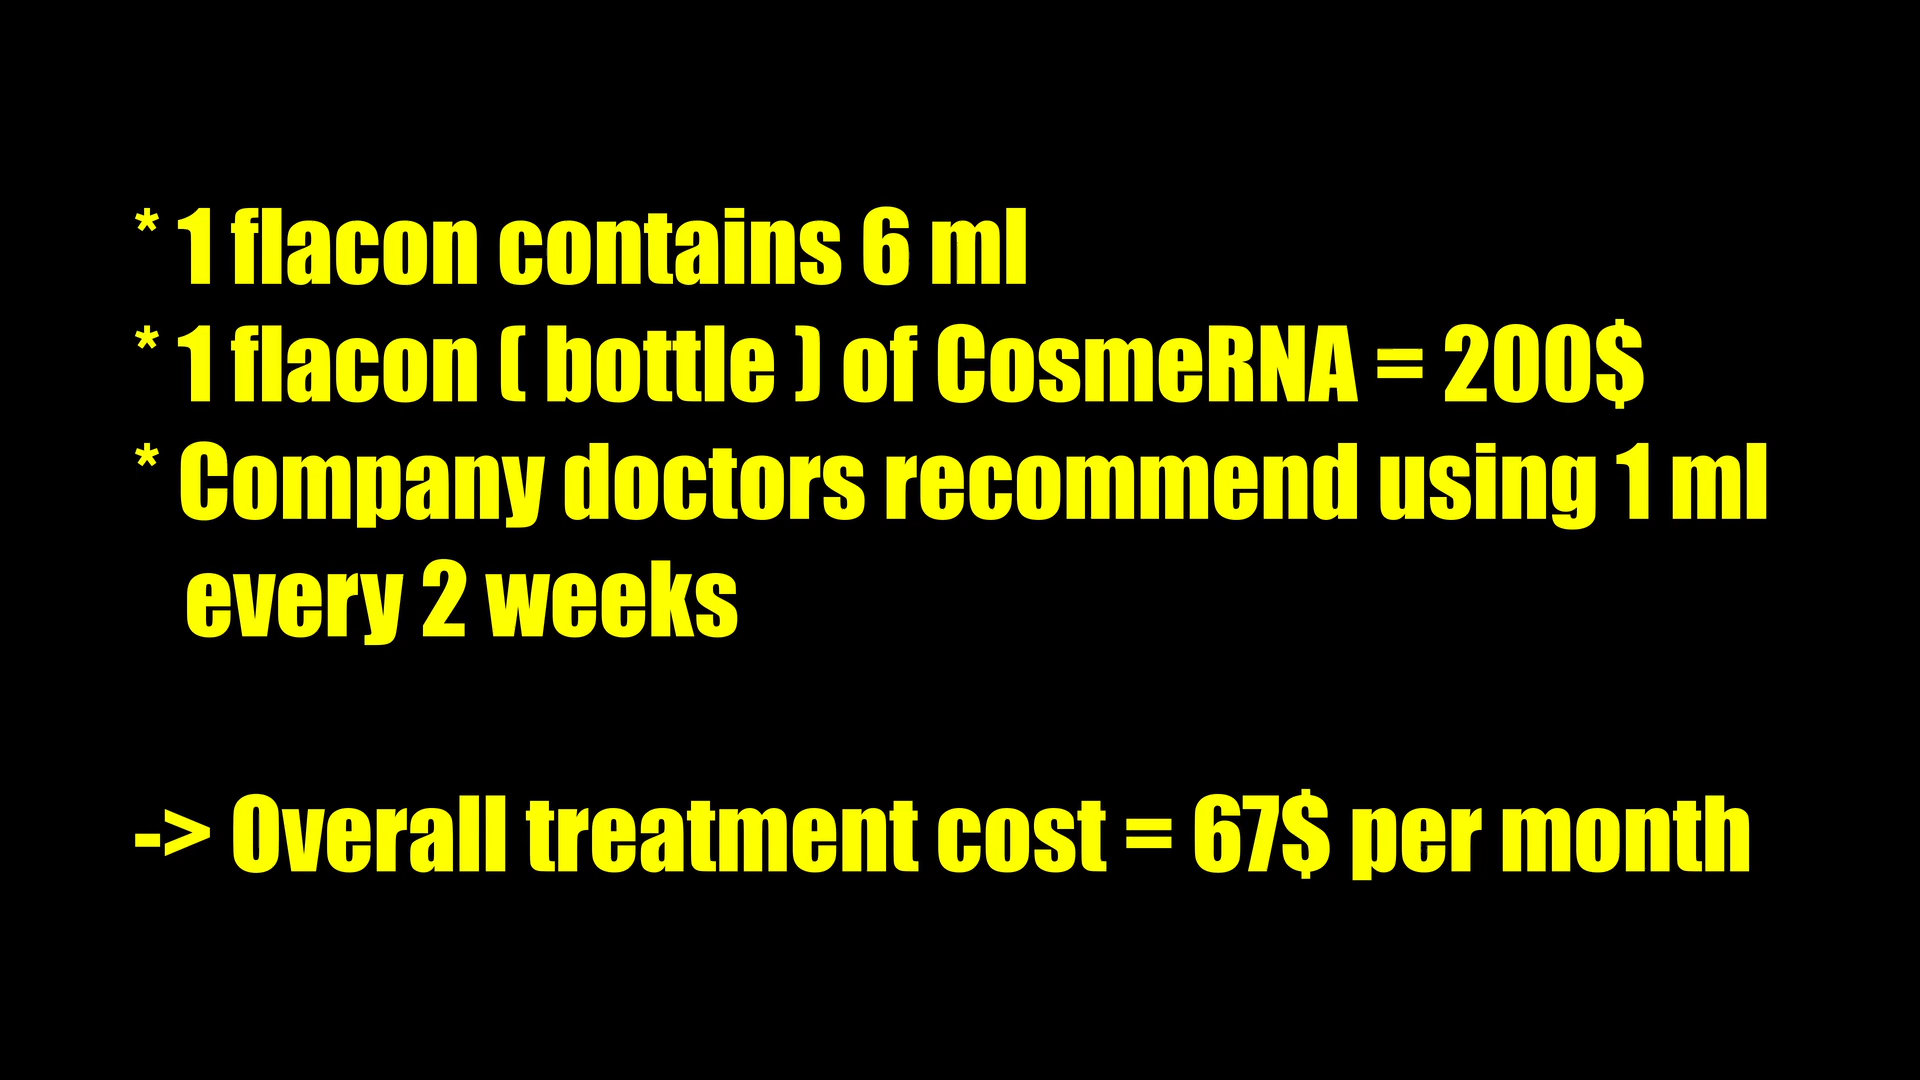 * 1 flacon contains 6 ml
* 1 flacon ( bottle ) of CosmeRNA = 200$
* Company doctors recommend using 1 ml
every 2 weeks
-> Overall treatment cost = 67$ per month